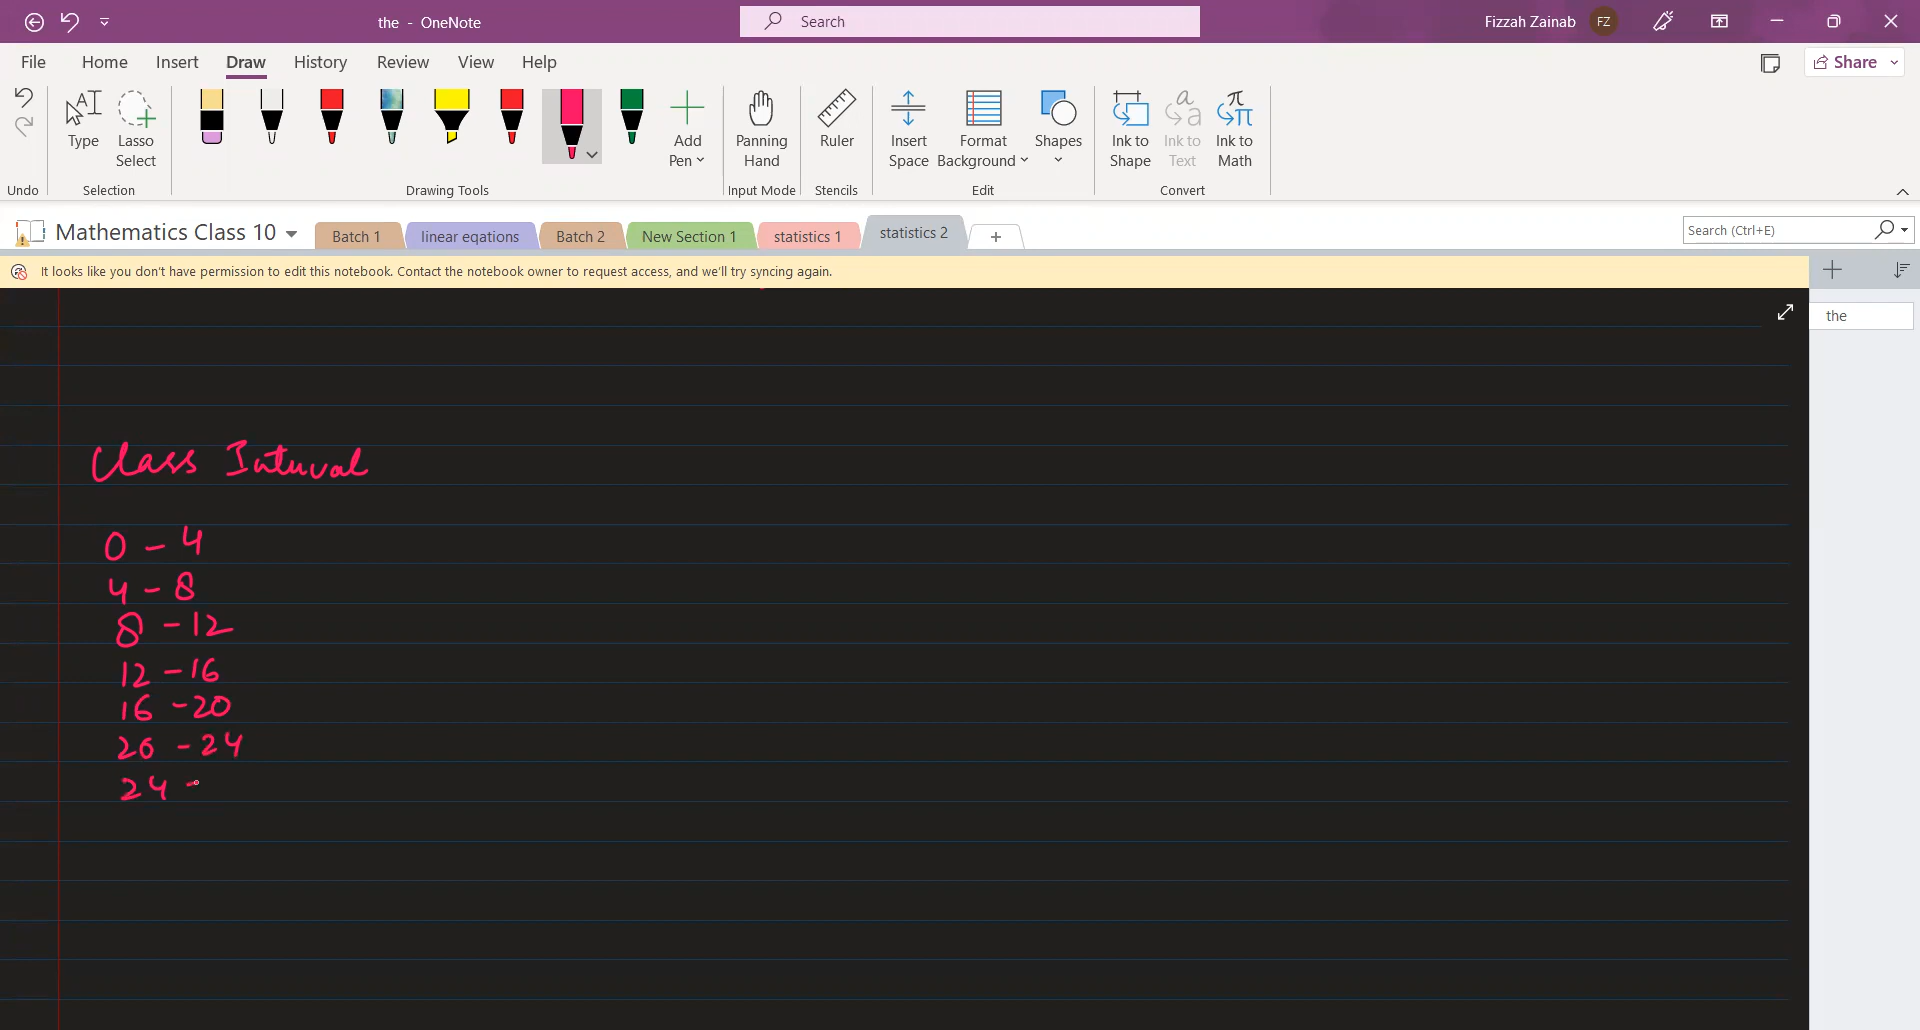 the - OneNote
Search
Fizzah Zainab
FZ
File
Home
Insert
Draw
History
Review
View
Help
Share
Type
Lasso Select
Add Pen
Panning Hand
Ruler
Insert Space
Format Background
Shapes
Ink to Shape
Ink to Text
Ink to Math
Undo
Selection
Drawing Tools
Input Mode
Stencils
Edit
Convert
Mathematics Class 10
Batch 1
linear eqations
Batch 2
New Section 1
statistics 1
statistics 2
Search (Ctrl+E)
It looks like you don't have permission to edit this notebook. Contact the notebook owner to request access, and we'll try syncing again.
the
Class Interval
0 - 4
4 - 8
8 - 12
12 - 16
16 - 20
20 - 24
24 -